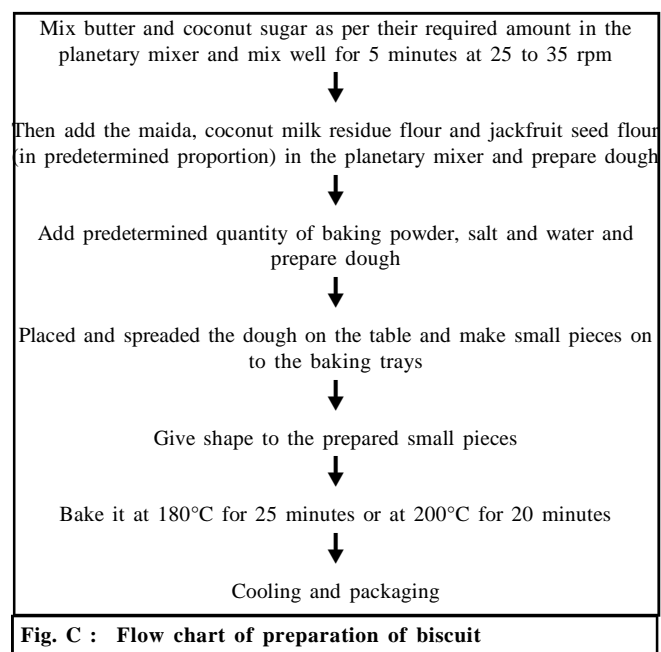 Mix butter and coconut sugar as per their required amount in the
planetary mixer and mix well for 5 minutes at 25 to 35 rpm
Then add the maida, coconut milk residue flour and jackfruit seed flour
(in predetermined proportion) in the planetary mixer and prepare dough
Add predetermined quantity of baking powder, salt and water and
prepare dough
Placed and spreaded the dough on the table and make small pieces on
to the baking trays
Give shape to the prepared small pieces
Bake it at 180°C for 25 minutes or at 200°C for 20 minutes
Cooling and packaging
Fig. C : Flow chart of preparation of biscuit